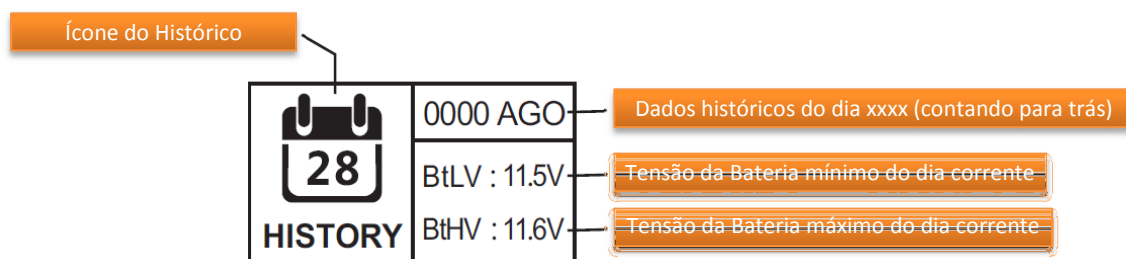 Ícone do Histórico
28
HISTORY
0000 AGO
BtLV : 11.5V
BtHV : 11.6V
Dados históricos do dia xxxx (contando para trás)
Tensão da Bateria mínimo do dia corrente
Tensão da Bateria máximo do dia corrente